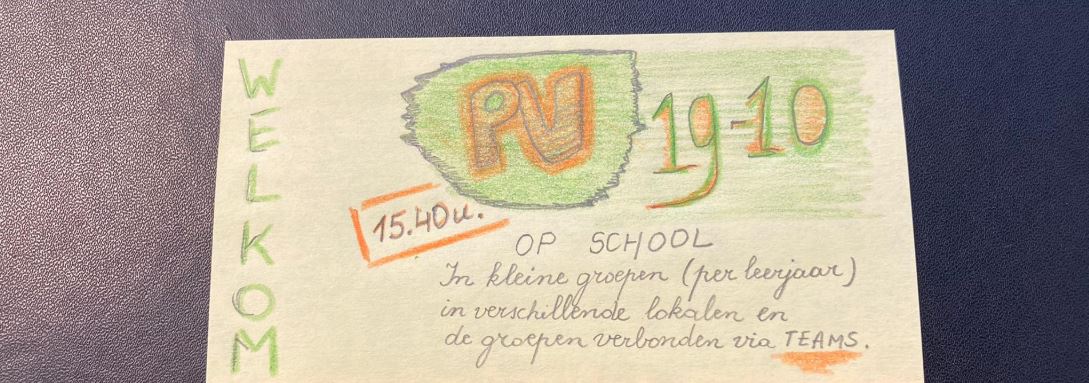 WELKOM
PV 19-10
15.40u.
OP SCHOOL
In kleine groepen (per leerjaar)
in verschillende lokalen en
de groepen verbonden via TEAMS.